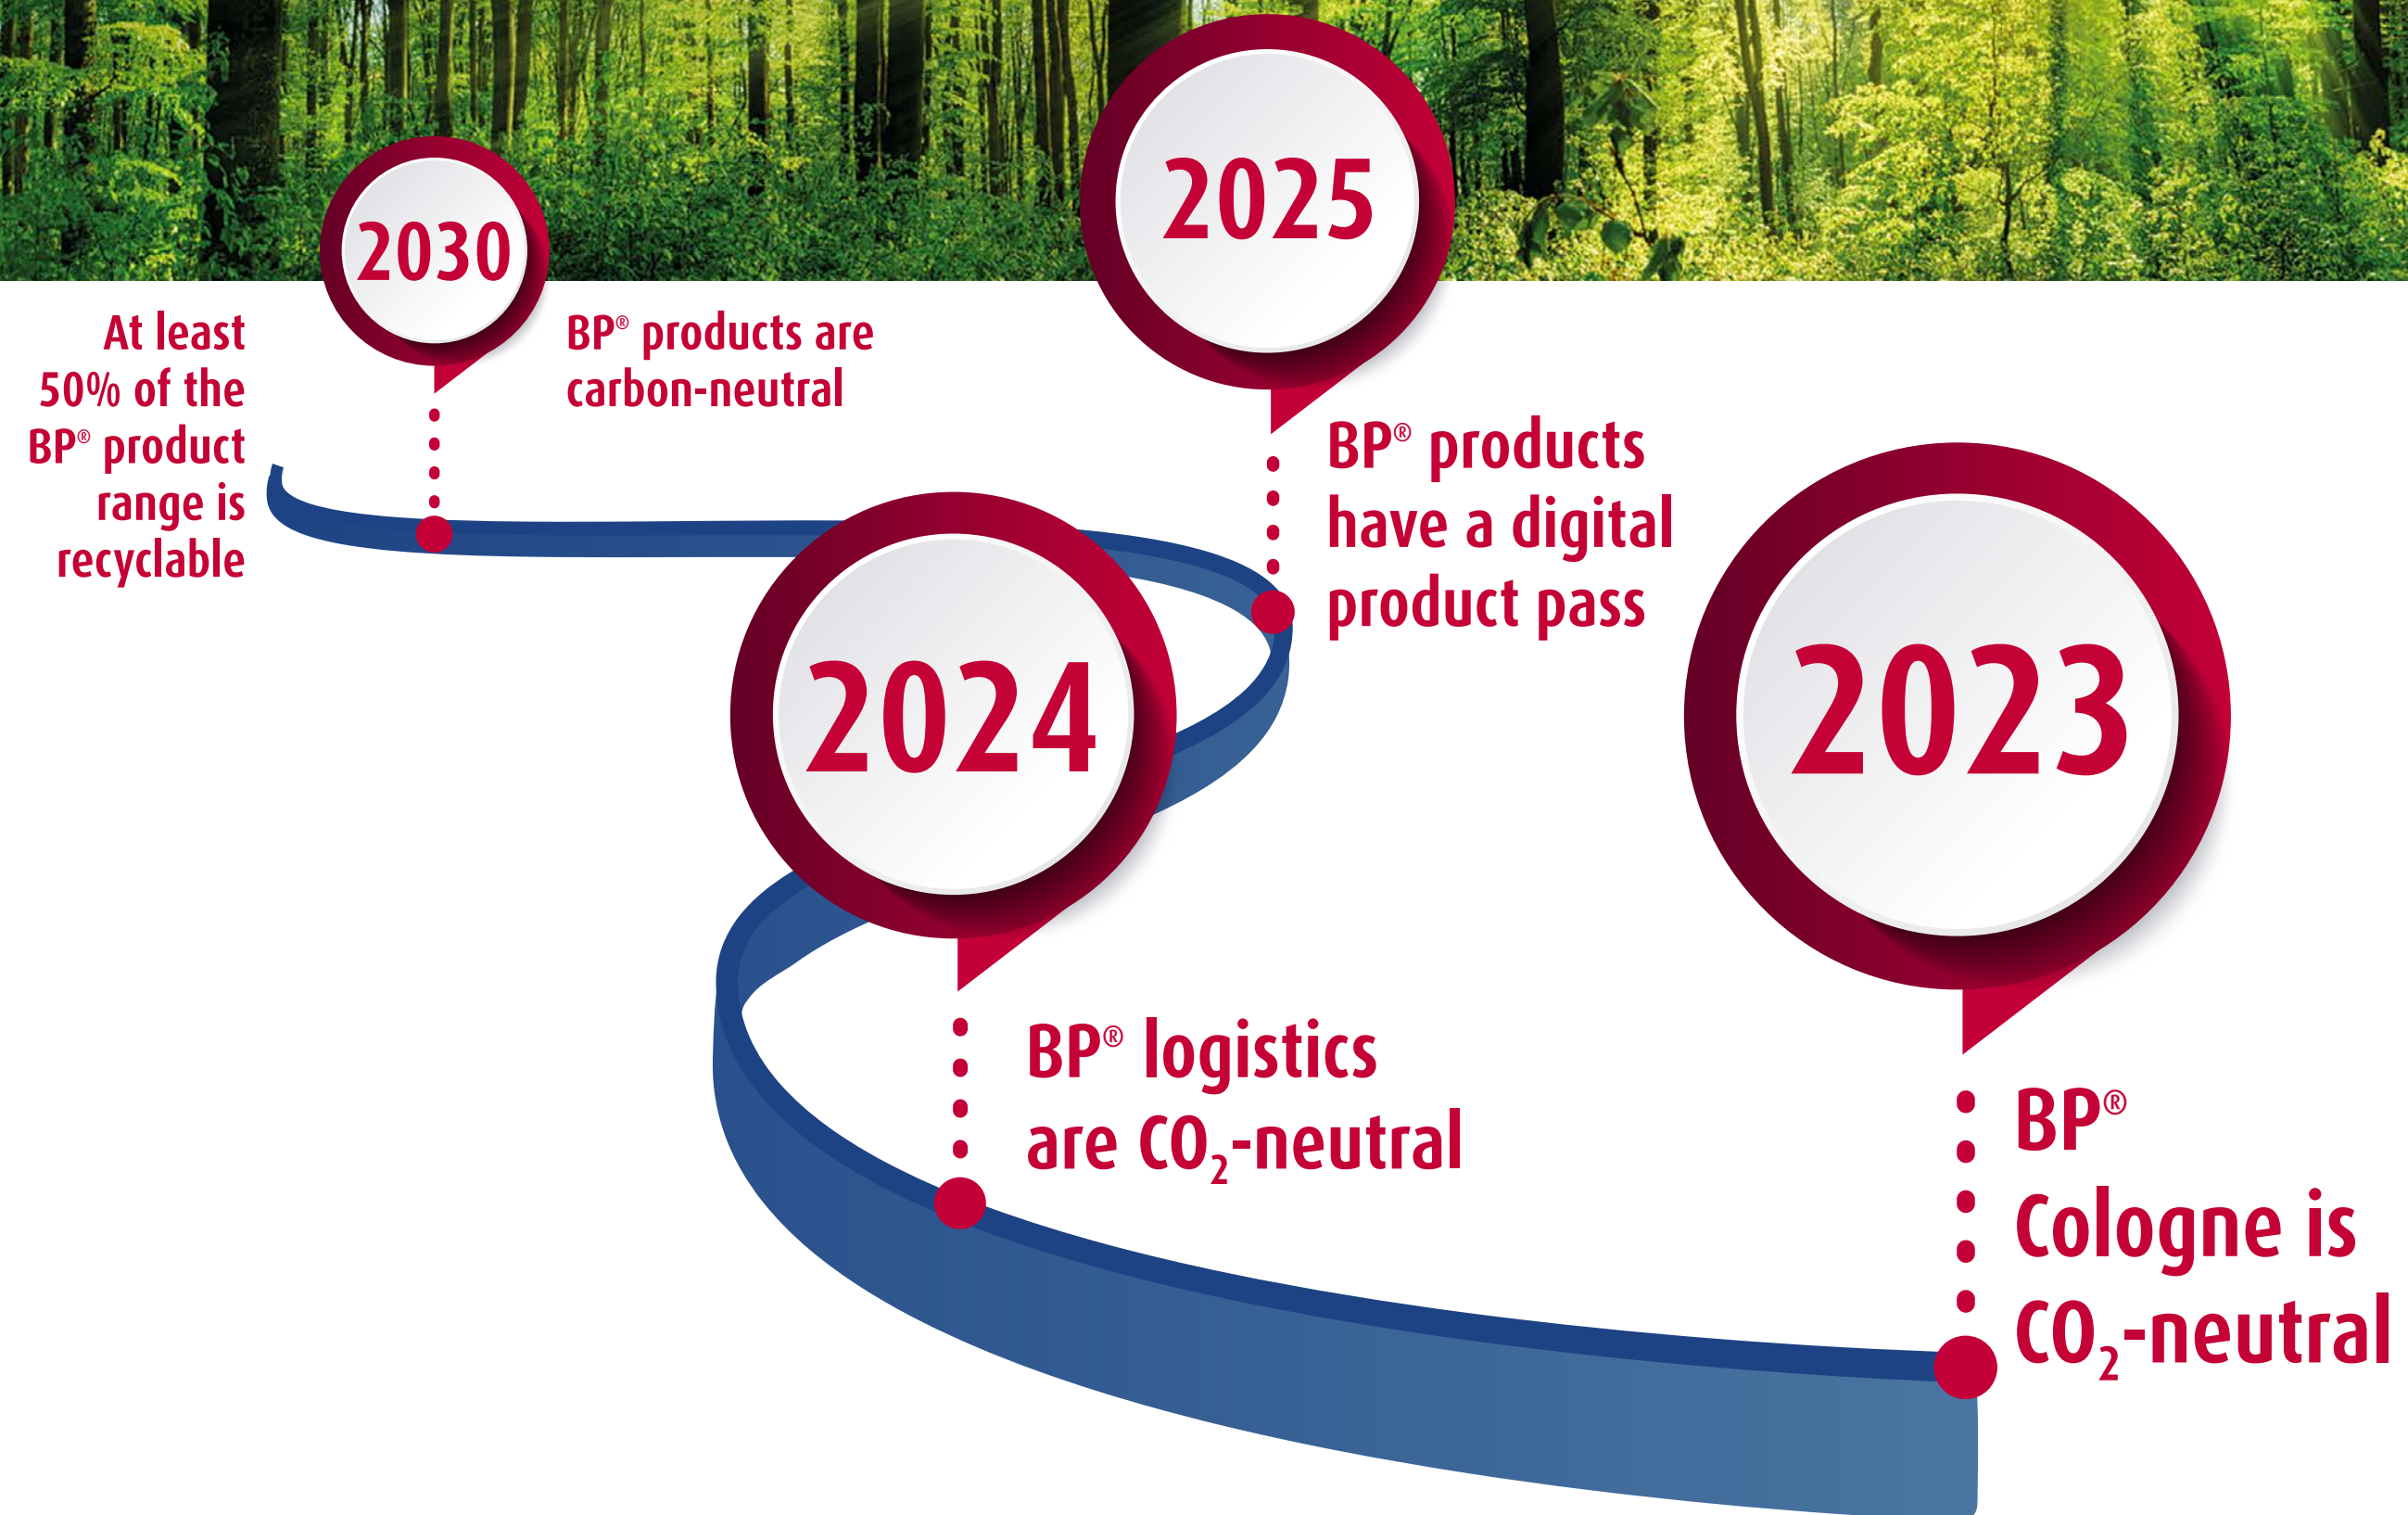 2030
At least
50% of the
BP® product
range is
recyclable
BP® products are
carbon-neutral
2025
BP® products
have a digital
product pass
2024
BP® logistics
are CO₂-neutral
2023
BP®
Cologne is
CO₂-neutral